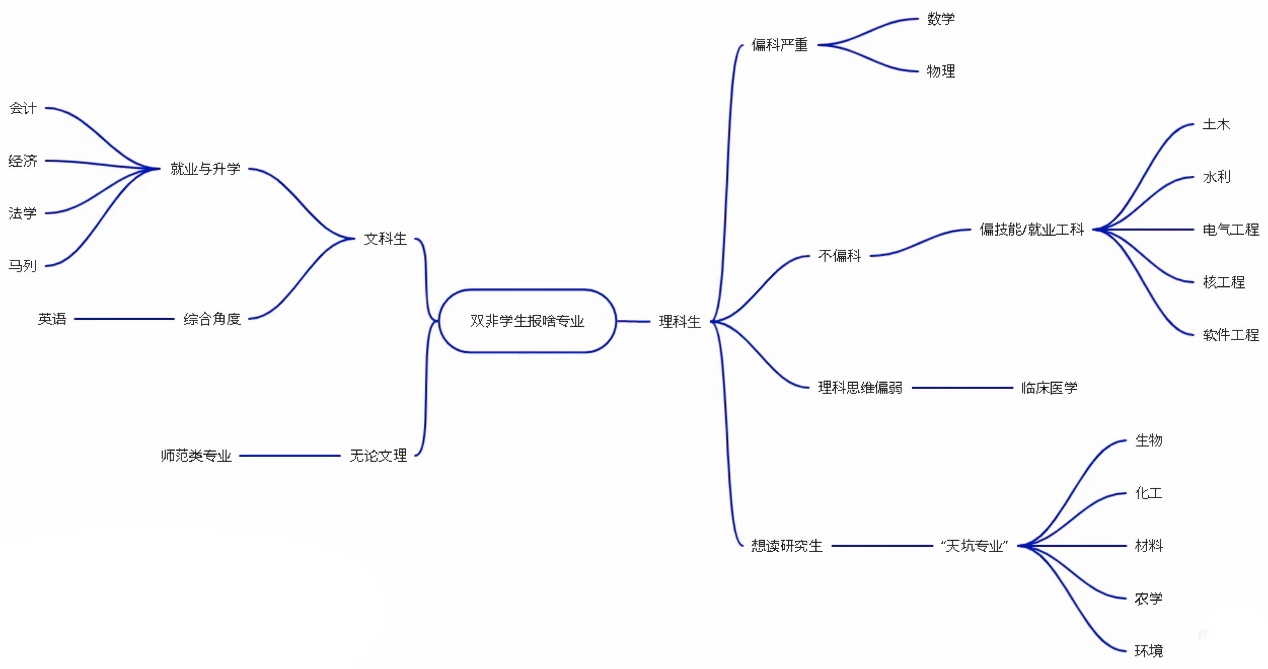 双非学生报啥专业
文科生
就业与升学
会计
经济
法学
马列
综合角度
英语
无论文理
师范类专业
理科生
偏科严重
数学
物理
不偏科
偏技能/就业工科
土木
水利
电气工程
核工程
软件工程
理科思维偏弱
临床医学
想读研究生
“天坑专业”
生物
化工
材料
农学
环境